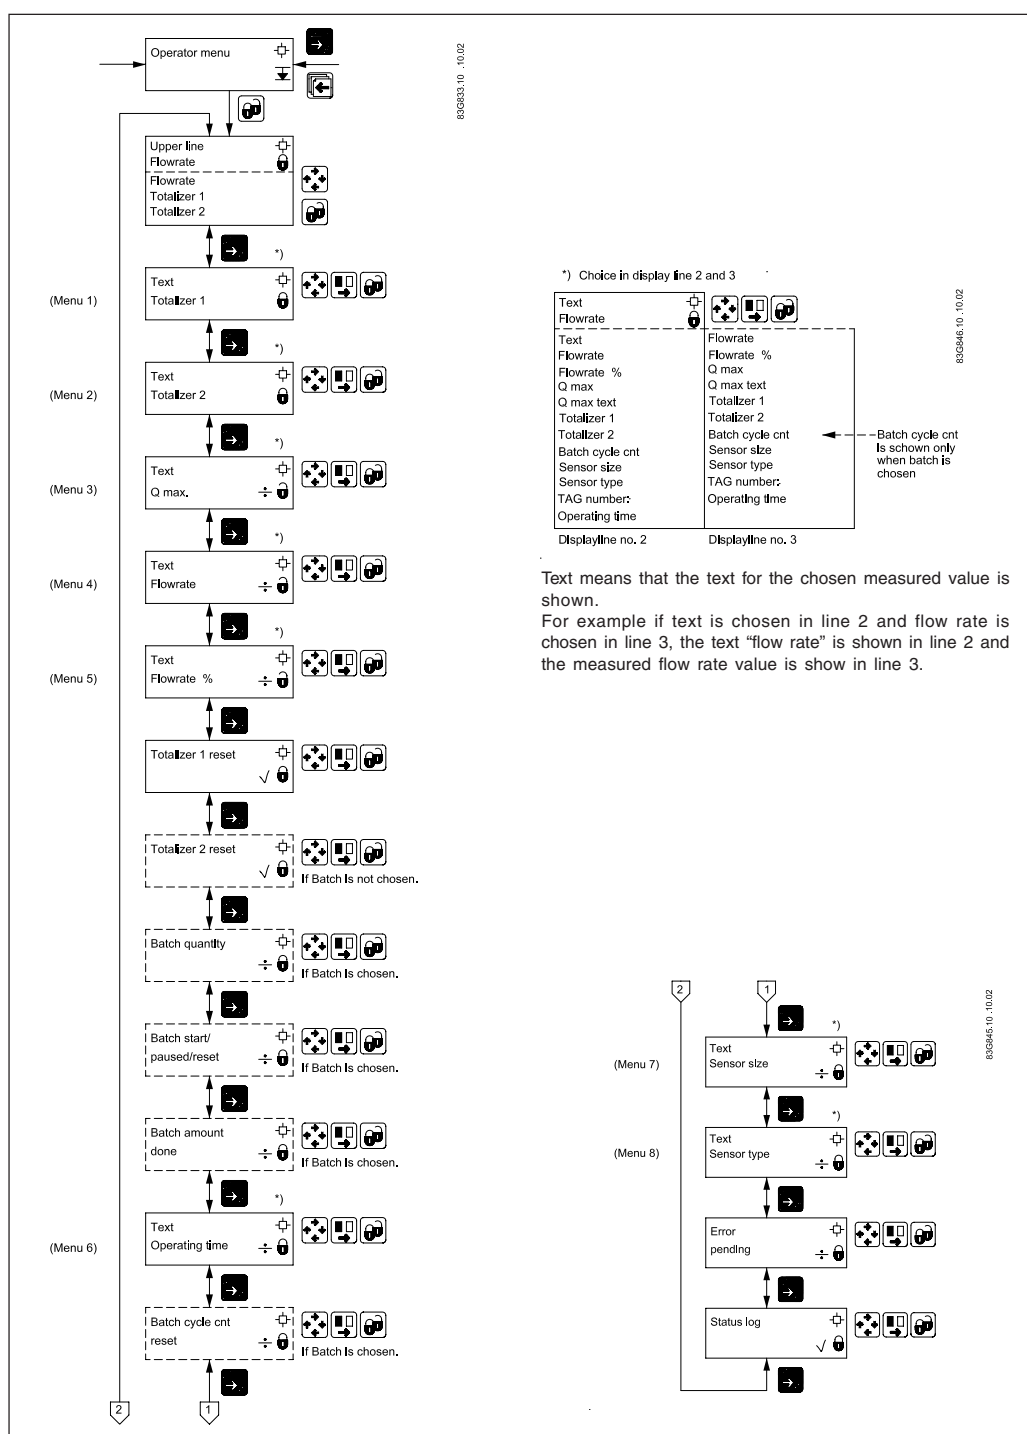 Operator menu
83G833.10 .10.02
Upper line
Flowrate
Flowrate
Totalizer 1
Totalizer 2
*)
(Menu 1)
Text
Totalizer 1
*)
(Menu 2)
Text
Totalizer 2
*)
(Menu 3)
Text
Q max.
*)
(Menu 4)
Text
Flowrate
*)
(Menu 5)
Text
Flowrate %
Totalizer 1 reset
Totalizer 2 reset
If Batch is not chosen.
Batch quantity
If Batch is chosen.
Batch start/
paused/reset
If Batch is chosen.
Batch amount
done
If Batch is chosen.
*)
(Menu 6)
Text
Operating time
Batch cycle cnt
reset
If Batch is chosen.
2
1
*) Choice in display line 2 and 3
Text
Flowrate
83G846.10 .10.02
Text
Flowrate
Flowrate %
Q max
Q max text
Totalizer 1
Totalizer 2
Batch cycle cnt
Sensor size
Sensor type
TAG number:
Operating time
Flowrate
Flowrate %
Q max
Q max text
Totalizer 1
Totalizer 2
Batch cycle cnt
Sensor size
Sensor type
TAG number:
Operating time
Batch cycle cnt
is schown only
when batch is
chosen
Displayline no. 2
Displayline no. 3
Text means that the text for the chosen measured value is
shown.
For example if text is chosen in line 2 and flow rate is
chosen in line 3, the text “flow rate” is shown in line 2 and
the measured flow rate value is show in line 3.
2
1
83G845.10 .10.02
*)
(Menu 7)
Text
Sensor size
*)
(Menu 8)
Text
Sensor type
Error
pending
Status log